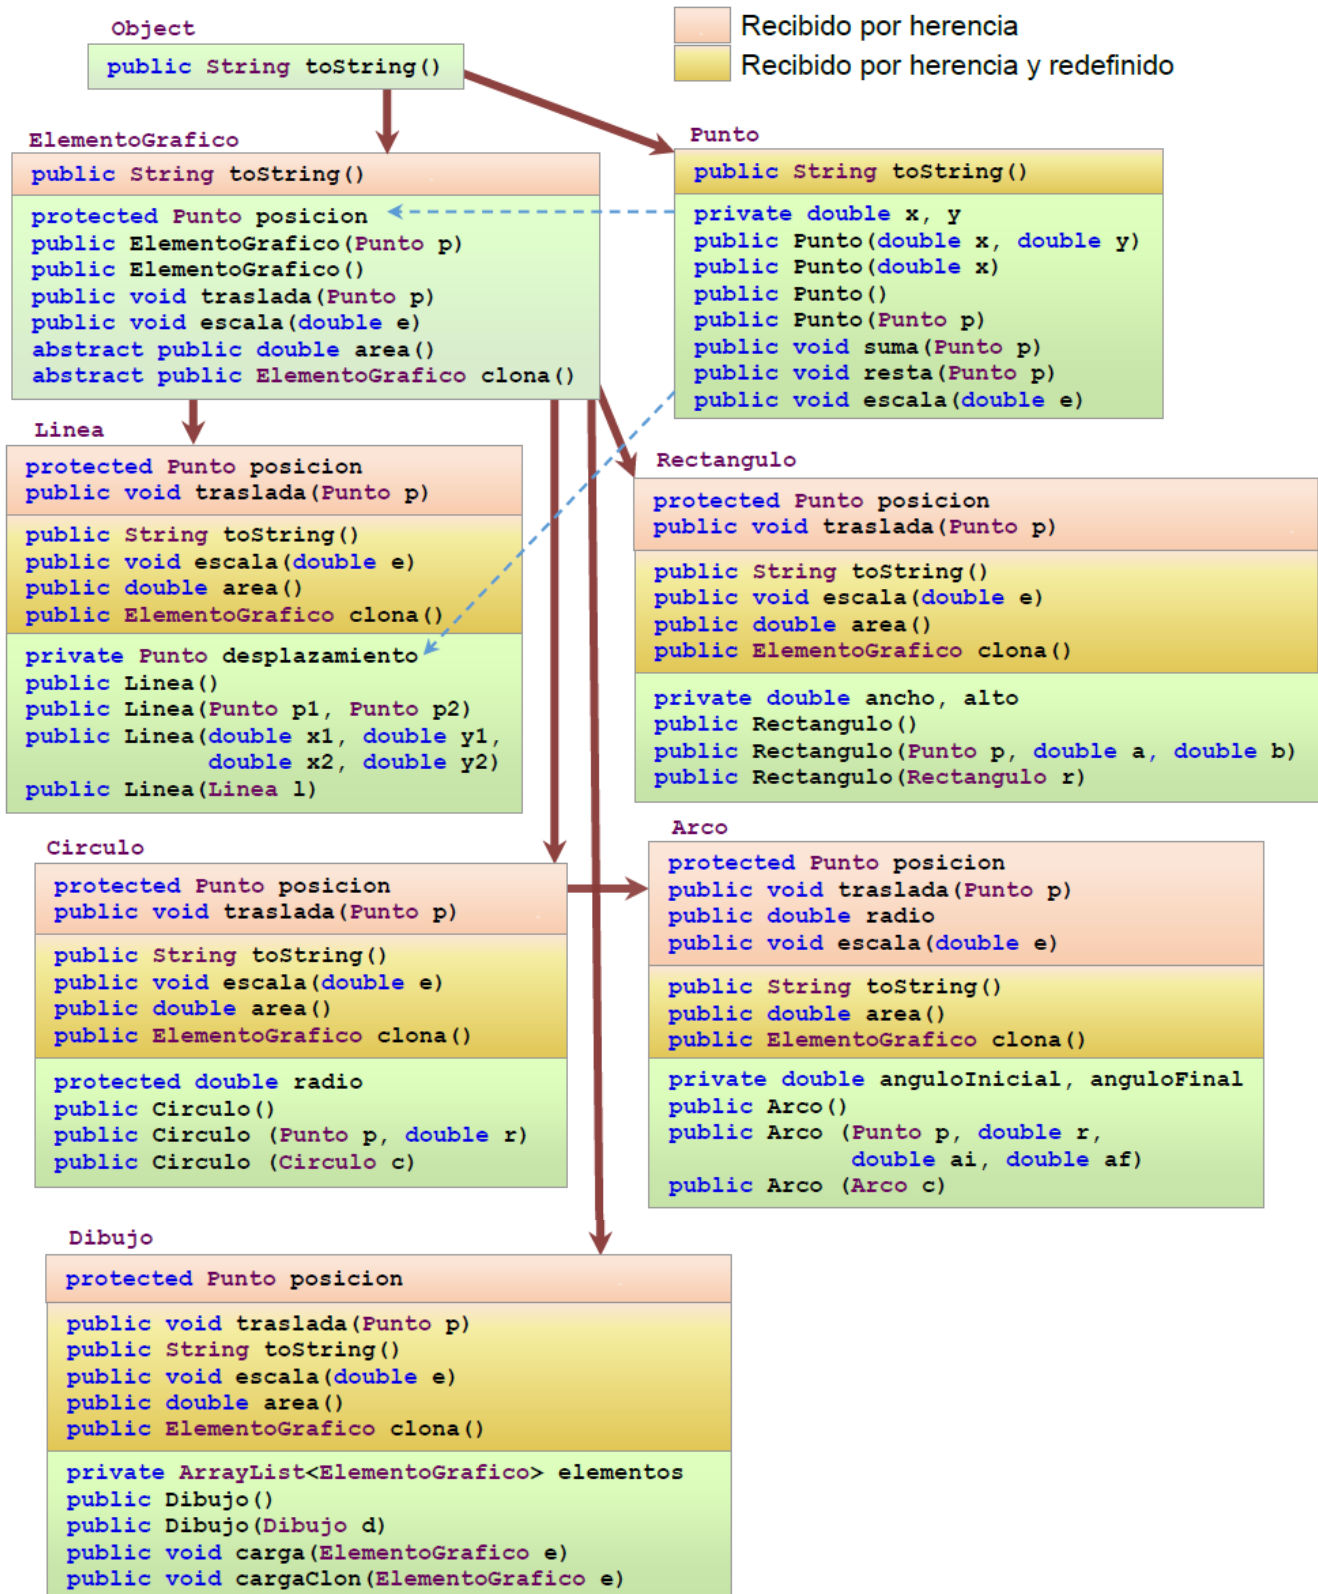 Object
public String toString()
Recibido por herencia
Recibido por herencia y redefinido
ElementoGrafico
public String toString()
protected Punto posicion
public ElementoGrafico(Punto p)
public ElementoGrafico()
public void traslada(Punto p)
public void escala(double e)
abstract public double area()
abstract public ElementoGrafico clona()
Punto
public String toString()
private double x, y
public Punto(double x, double y)
public Punto(double x)
public Punto()
public Punto(Punto p)
public void suma(Punto p)
public void resta(Punto p)
public void escala(double e)
Linea
protected Punto posicion
public void traslada(Punto p)
public String toString()
public void escala(double e)
public double area()
public ElementoGrafico clona()
private Punto desplazamiento
public Linea()
public Linea(Punto p1, Punto p2)
public Linea(double x1, double y1,
double x2, double y2)
public Linea(Linea l)
Rectangulo
protected Punto posicion
public void traslada(Punto p)
public String toString()
public void escala(double e)
public double area()
public ElementoGrafico clona()
private double ancho, alto
public Rectangulo()
public Rectangulo(Punto p, double a, double b)
public Rectangulo(Rectangulo r)
Circulo
protected Punto posicion
public void traslada(Punto p)
public String toString()
public void escala(double e)
public double area()
public ElementoGrafico clona()
protected double radio
public Circulo()
public Circulo (Punto p, double r)
public Circulo (Circulo c)
Arco
protected Punto posicion
public void traslada(Punto p)
public double radio
public void escala(double e)
public String toString()
public double area()
public ElementoGrafico clona()
private double anguloInicial, anguloFinal
public Arco()
public Arco (Punto p, double r,
double ai, double af)
public Arco (Arco c)
Dibujo
protected Punto posicion
public void traslada(Punto p)
public String toString()
public void escala(double e)
public double area()
public ElementoGrafico clona()
private ArrayList<ElementoGrafico> elementos
public Dibujo()
public Dibujo(Dibujo d)
public void carga(ElementoGrafico e)
public void cargaClon(ElementoGrafico e)